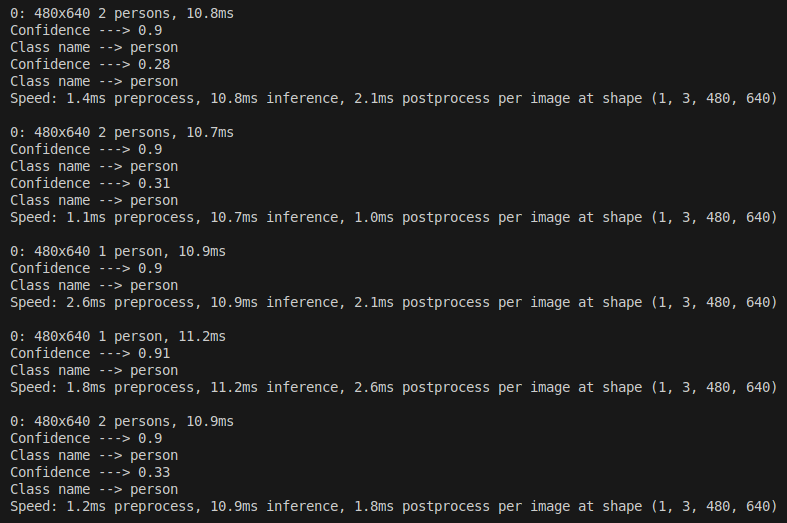 0: 480x640 2 persons, 10.8ms
Confidence ---> 0.9
Class name --> person
Confidence ---> 0.28
Class name --> person
Speed: 1.4ms preprocess, 10.8ms inference, 2.1ms postprocess per image at shape (1, 3, 480, 640)

0: 480x640 2 persons, 10.7ms
Confidence ---> 0.9
Class name --> person
Confidence ---> 0.31
Class name --> person
Speed: 1.1ms preprocess, 10.7ms inference, 1.0ms postprocess per image at shape (1, 3, 480, 640)

0: 480x640 1 person, 10.9ms
Confidence ---> 0.9
Class name --> person
Speed: 2.6ms preprocess, 10.9ms inference, 2.1ms postprocess per image at shape (1, 3, 480, 640)

0: 480x640 1 person, 11.2ms
Confidence ---> 0.91
Class name --> person
Speed: 1.8ms preprocess, 11.2ms inference, 2.6ms postprocess per image at shape (1, 3, 480, 640)

0: 480x640 2 persons, 10.9ms
Confidence ---> 0.9
Class name --> person
Confidence ---> 0.33
Class name --> person
Speed: 1.2ms preprocess, 10.9ms inference, 1.8ms postprocess per image at shape (1, 3, 480, 640)